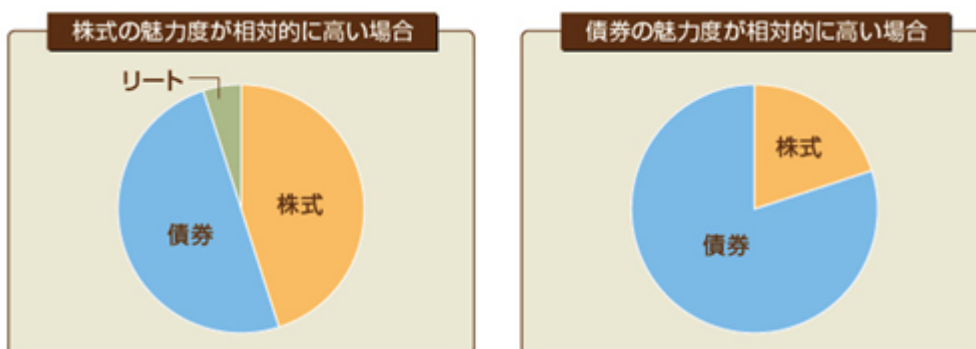 株式の魅力度が相対的に高い場合
リート
株式
債券
債券の魅力度が相対的に高い場合
株式
債券